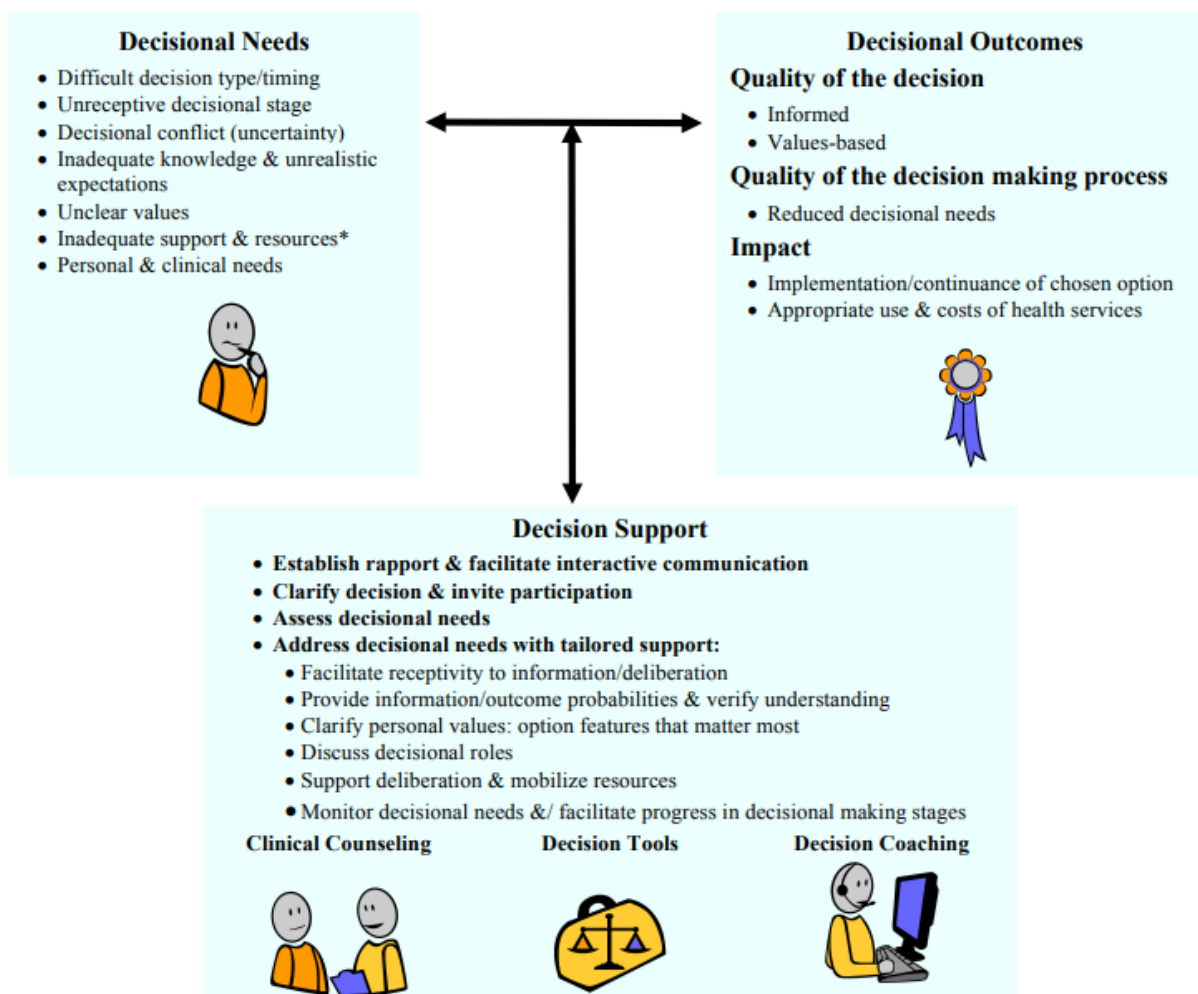 Decisional Needs
• Difficult decision type/timing
• Unreceptive decisional stage
• Decisional conflict (uncertainty)
• Inadequate knowledge & unrealistic
expectations
• Unclear values
• Inadequate support & resources*
• Personal & clinical needs
Decisional Outcomes
Quality of the decision
• Informed
• Values-based
Quality of the decision making process
• Reduced decisional needs
Impact
• Implementation/continuance of chosen option
• Appropriate use & costs of health services
Decision Support
• Establish rapport & facilitate interactive communication
• Clarify decision & invite participation
• Assess decisional needs
• Address decisional needs with tailored support:
• Facilitate receptivity to information/deliberation
• Provide information/outcome probabilities & verify understanding
• Clarify personal values: option features that matter most
• Discuss decisional roles
• Support deliberation & mobilize resources
• Monitor decisional needs &/ facilitate progress in decisional making stages
Clinical Counseling Decision Tools Decision Coaching